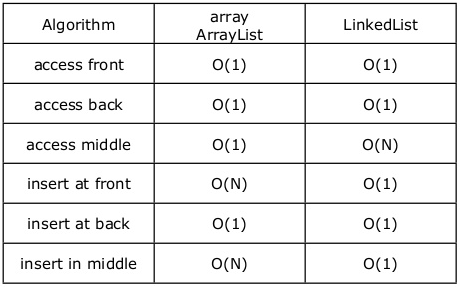 Algorithm array ArrayList LinkedList
access front O(1) O(1)
access back O(1) O(1)
access middle O(1) O(N)
insert at front O(N) O(1)
insert at back O(1) O(1)
insert in middle O(N) O(1)